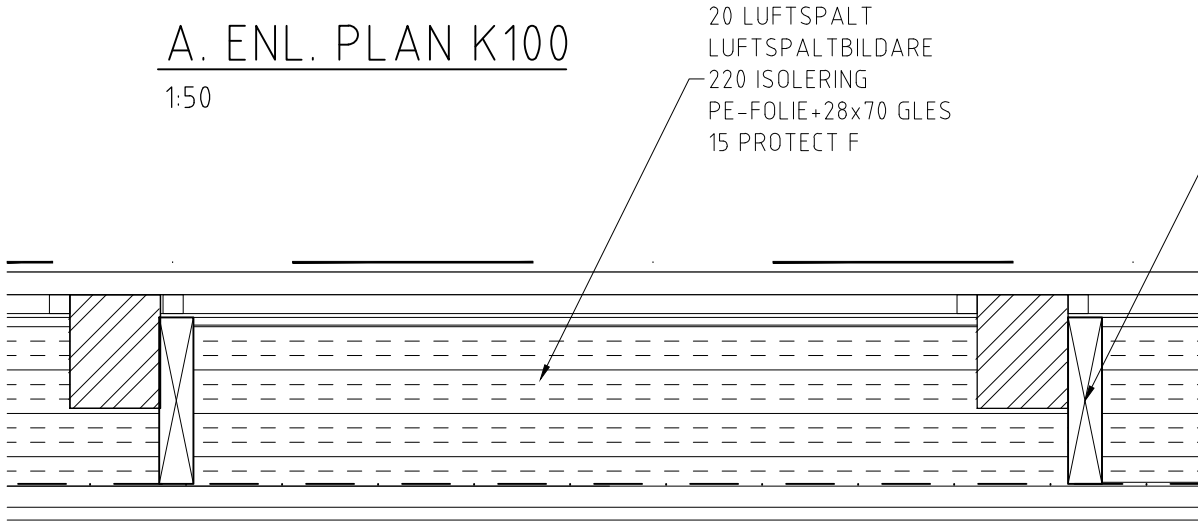 A. ENL. PLAN K100
1:50
20 LUFTSPALT
LUFTSPALTBILDARE
220 ISOLERING
PE-FOLIE+28x70 GLES
15 PROTECT F